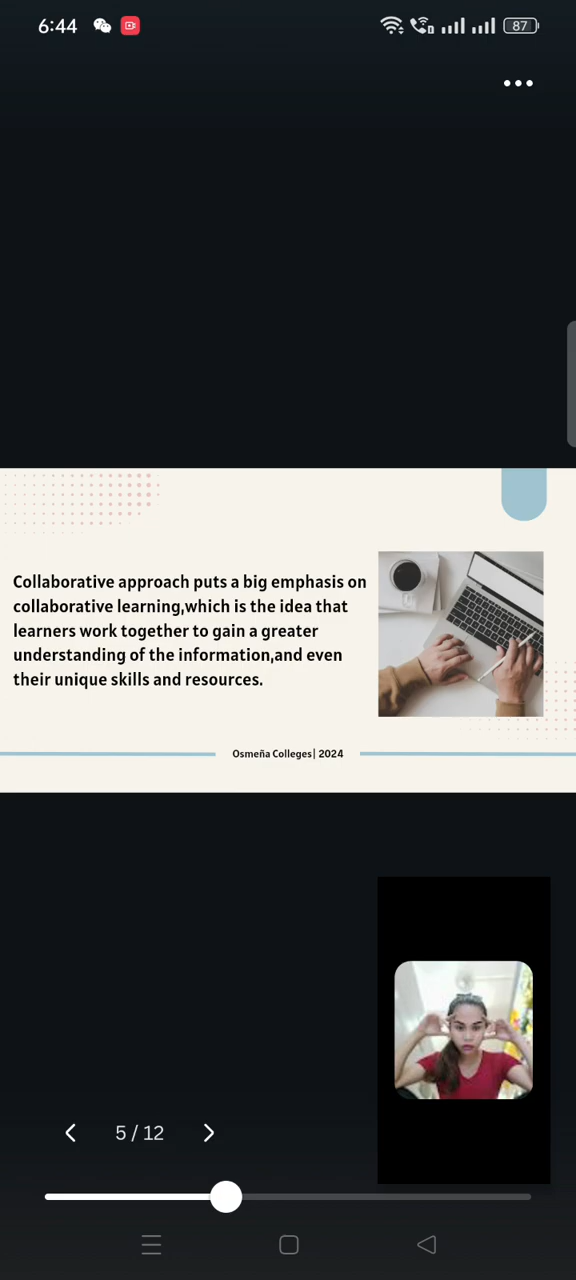 6:44
87
Collaborative approach puts a big emphasis on
collaborative learning,which is the idea that
learners work together to gain a greater
understanding of the information,and even
their unique skills and resources.
Osmeña Colleges| 2024
5 / 12